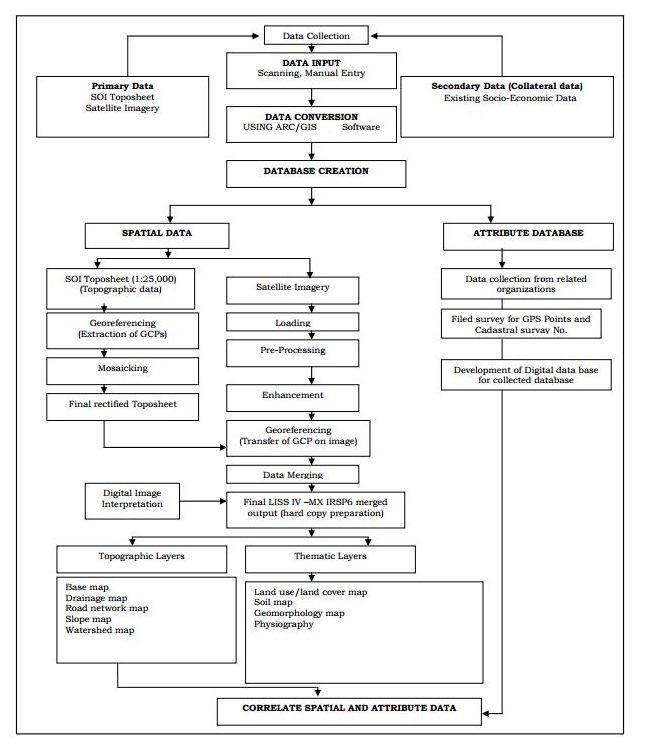 Data Collection
DATA INPUT
Scanning, Manual Entry
Primary Data
SOI Toposheet
Satellite Imagery
Secondary Data (Collateral data)
Existing Socio-Economic Data
DATA CONVERSION
USING ARC/GIS Software
DATABASE CREATION
SPATIAL DATA
ATTRIBUTE DATABASE
SOI Toposheet (1:25,000)
(Topographic data)
Georeferencing
(Extraction of GCPs)
Mosaicking
Final rectified Toposheet
Satellite Imagery
Loading
Pre-Processing
Enhancement
Georeferencing
(Transfer of GCP on image)
Data Merging
Digital Image
Interpretation
Final LISS IV –MX IRSP6 merged
output (hard copy preparation)
Data collection from related
organizations
Filed survey for GPS Points and
Cadastral survay No.
Development of Digital data base
for collected database
Topographic Layers
Thematic Layers
Base map
Drainage map
Road network map
Slope map
Watershed map
Land use/land cover map
Soil map
Geomorphology map
Physiography
CORRELATE SPATIAL AND ATTRIBUTE DATA